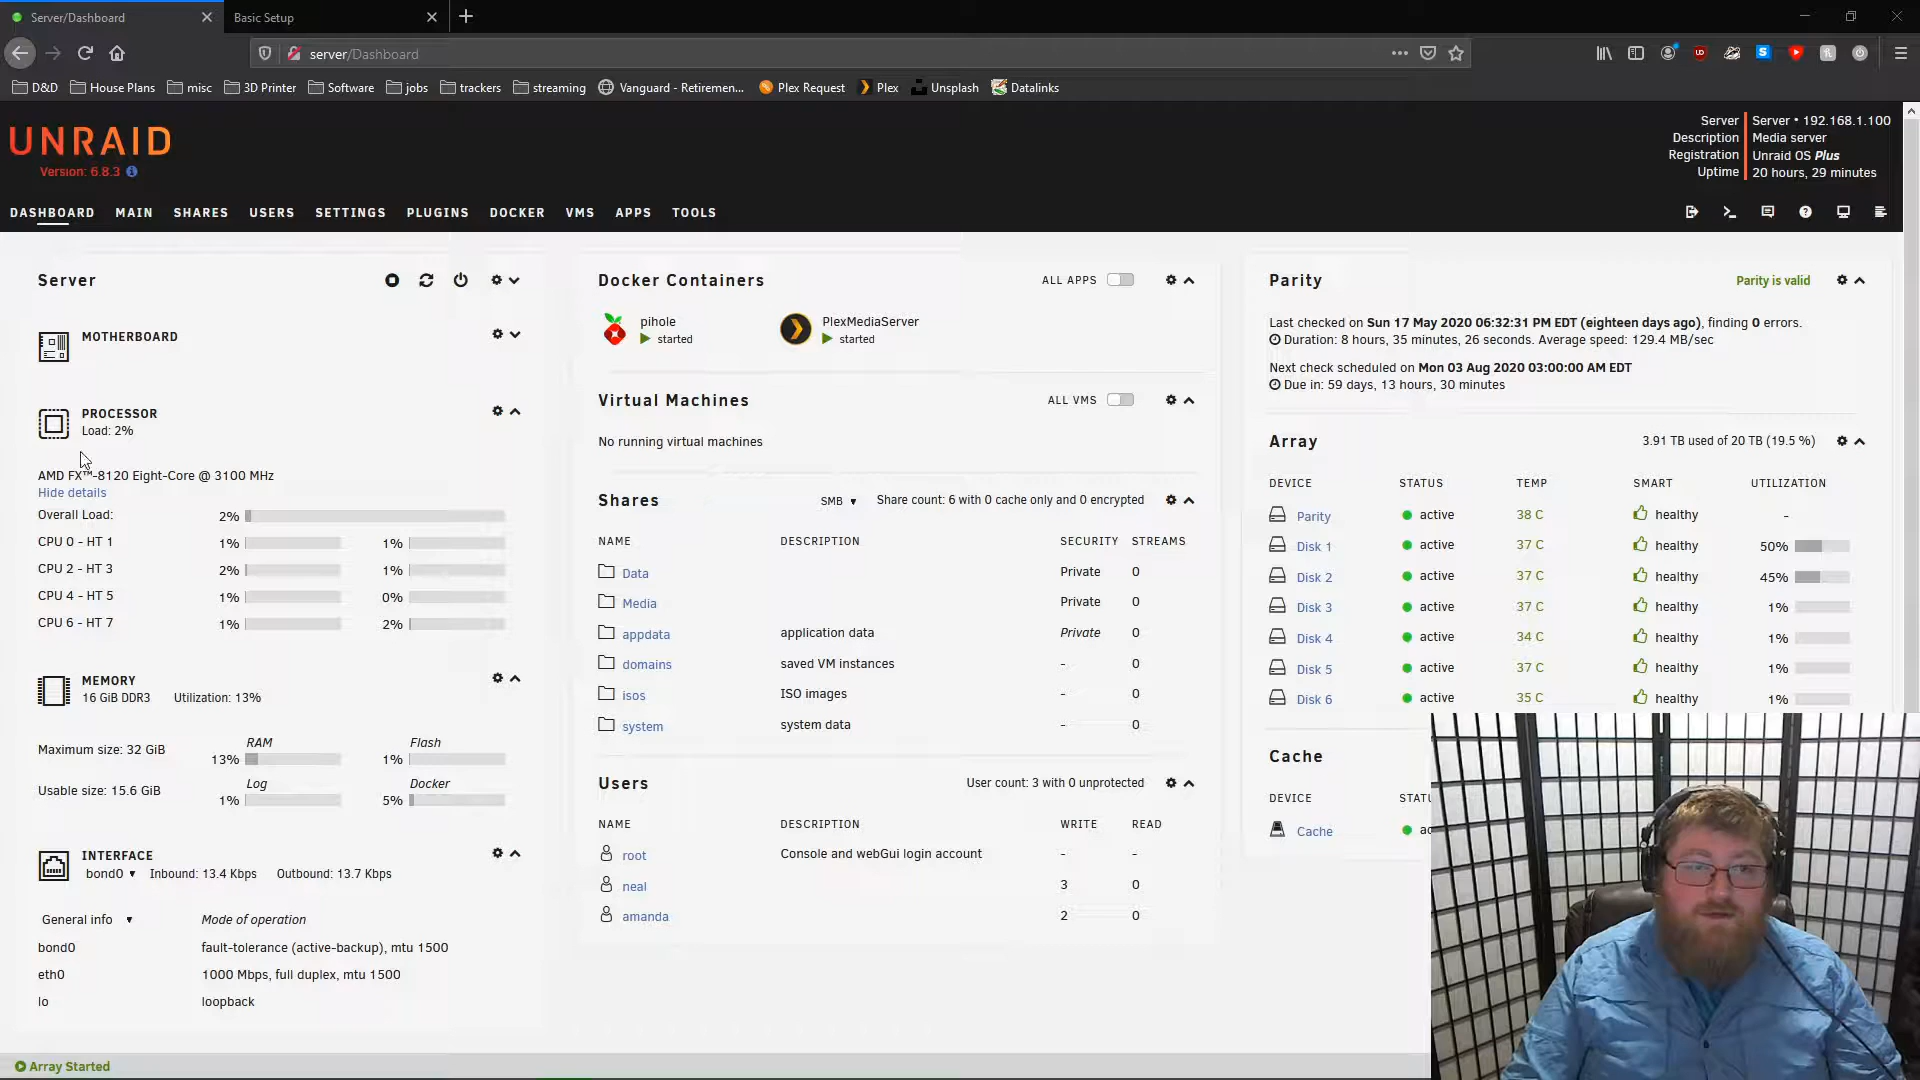 Server/Dashboard
Basic Setup
server/Dashboard
D&D
House Plans
misc
3D Printer
Software
jobs
trackers
streaming
Vanguard - Retiremen...
Plex Request
Plex
Unsplash
Datalinks
UNRAID
Version: 6.8.3
Server
Server • 192.168.1.100
Description
Media server
Registration
Unraid OS Plus
Uptime
20 hours, 29 minutes
DASHBOARD
MAIN
SHARES
USERS
SETTINGS
PLUGINS
DOCKER
VMS
APPS
TOOLS
Server
MOTHERBOARD
PROCESSOR
Load: 2%
AMD FX™-8120 Eight-Core @ 3100 MHz
Hide details
Overall Load: 2%
CPU 0 - HT 1 1% 1%
CPU 2 - HT 3 2% 1%
CPU 4 - HT 5 1% 0%
CPU 6 - HT 7 1% 2%
MEMORY
16 GiB DDR3 Utilization: 13%
RAM Flash
Maximum size: 32 GiB 13% 1%
Log Docker
Usable size: 15.6 GiB 1% 5%
INTERFACE
bond0 Inbound: 13.4 Kbps Outbound: 13.7 Kbps
General info Mode of operation
bond0 fault-tolerance (active-backup), mtu 1500
eth0 1000 Mbps, full duplex, mtu 1500
lo loopback
Docker Containers ALL APPS
pihole
started
PlexMediaServer
started
Virtual Machines ALL VMS
No running virtual machines
Shares SMB Share count: 6 with 0 cache only and 0 encrypted
NAME DESCRIPTION SECURITY STREAMS
Data Private 0
Media Private 0
appdata application data Private 0
domains saved VM instances - 0
isos ISO images - 0
system system data - 0
Users User count: 3 with 0 unprotected
NAME DESCRIPTION WRITE READ
root Console and webGui login account - -
neal 3 0
amanda 2 0
Parity Parity is valid
Last checked on Sun 17 May 2020 06:32:31 PM EDT (eighteen days ago), finding 0 errors.
Duration: 8 hours, 35 minutes, 26 seconds. Average speed: 129.4 MB/sec
Next check scheduled on Mon 03 Aug 2020 03:00:00 AM EDT
Due in: 59 days, 13 hours, 30 minutes
Array 3.91 TB used of 20 TB (19.5 %)
DEVICE STATUS TEMP SMART UTILIZATION
Parity active 38 C healthy -
Disk 1 active 37 C healthy 50%
Disk 2 active 37 C healthy 45%
Disk 3 active 37 C healthy 1%
Disk 4 active 34 C healthy 1%
Disk 5 active 37 C healthy 1%
Disk 6 active 35 C healthy 1%
Cache
DEVICE STATU
Cache ac
Array Started